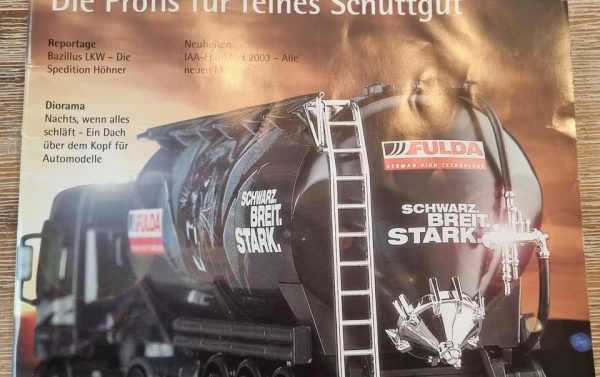 Die Profis für feines Schüttgut
Reportage
Bazillus LKW – Die
Spedition Höhner
Neuheiten
IAA-Frankfurt 2003 – Alle
neuen
Diorama
Nachts, wenn alles
schläft - Ein Dach
über dem Kopf für
Automodelle
FULDA
GERMAN HIGH-TECHNOLOGY
SCHWARZ.
BREIT.
STARK.
SCHWARZ.
BREIT.
STARK.
FULDA